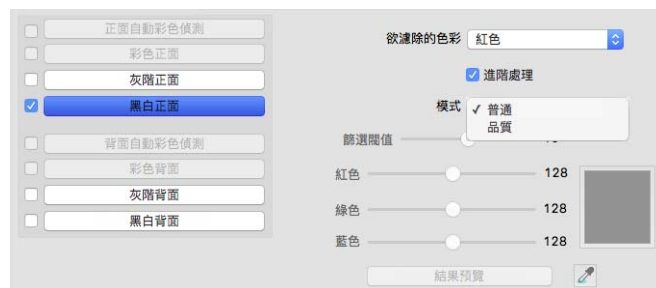 正面自動彩色偵測
彩色正面
灰階正面
黑白正面
背面自動彩色偵測
彩色背面
灰階背面
黑白背面
欲濾除的色彩 紅色
進階處理
模式 普通
品質
篩選閥值
紅色 128
綠色 128
藍色 128
結果預覽